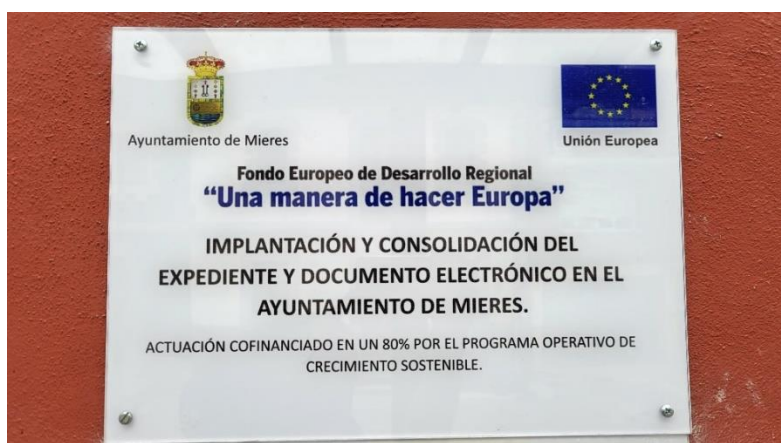 Ayuntamiento de Mieres
Unión Europea
Fondo Europeo de Desarrollo Regional
“Una manera de hacer Europa”
IMPLANTACIÓN Y CONSOLIDACIÓN DEL
EXPEDIENTE Y DOCUMENTO ELECTRÓNICO EN EL
AYUNTAMIENTO DE MIERES.
ACTUACIÓN COFINANCIADO EN UN 80% POR EL PROGRAMA OPERATIVO DE
CRECIMIENTO SOSTENIBLE.